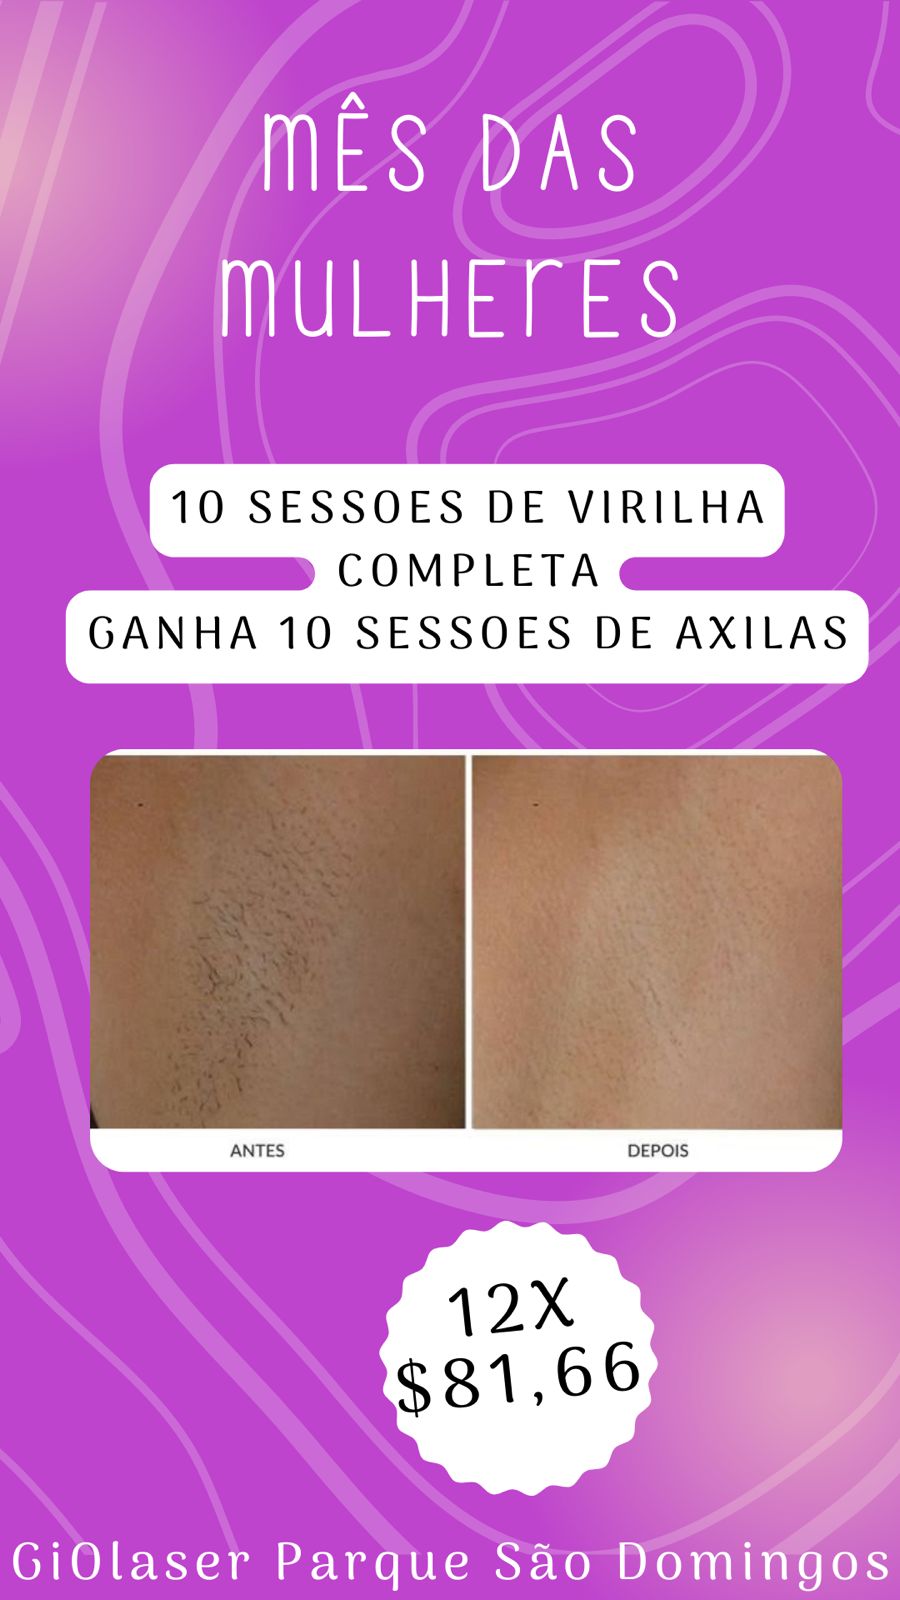 MÊS DAS
MULHERES
10 SESSOES DE VIRILHA
COMPLETA
GANHA 10 SESSOES DE AXILAS
ANTES
DEPOIS
12X
$81,66
GiOlaser Parque São Domingos